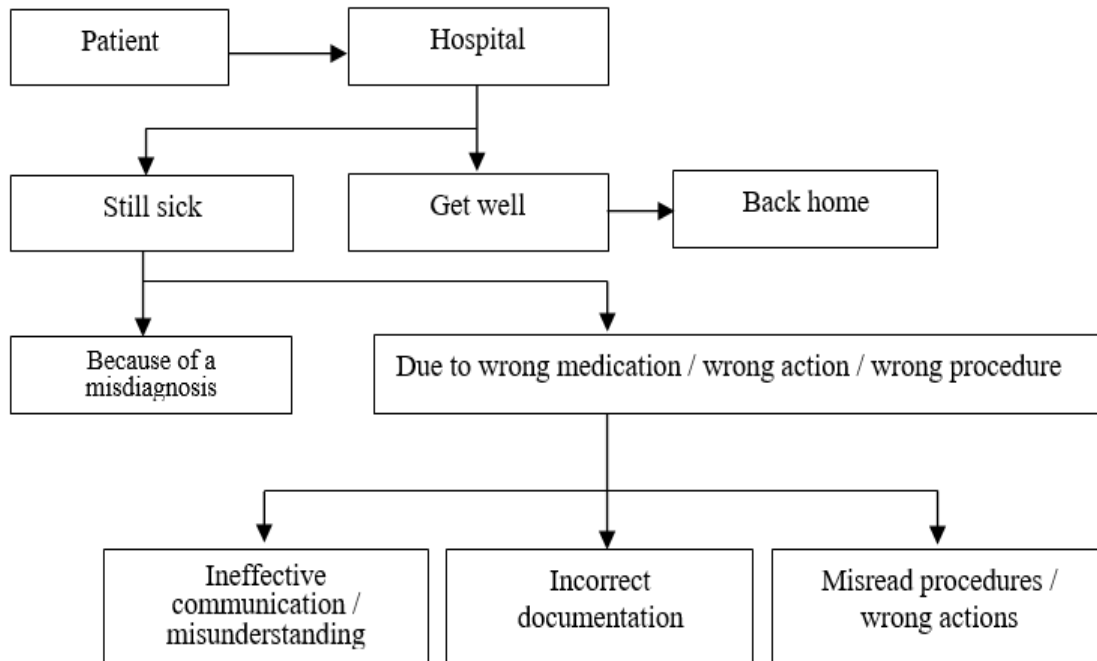 Patient
Hospital
Still sick
Get well
Back home
Because of a
misdiagnosis
Due to wrong medication / wrong action / wrong procedure
Ineffective
communication /
misunderstanding
Incorrect
documentation
Misread procedures /
wrong actions